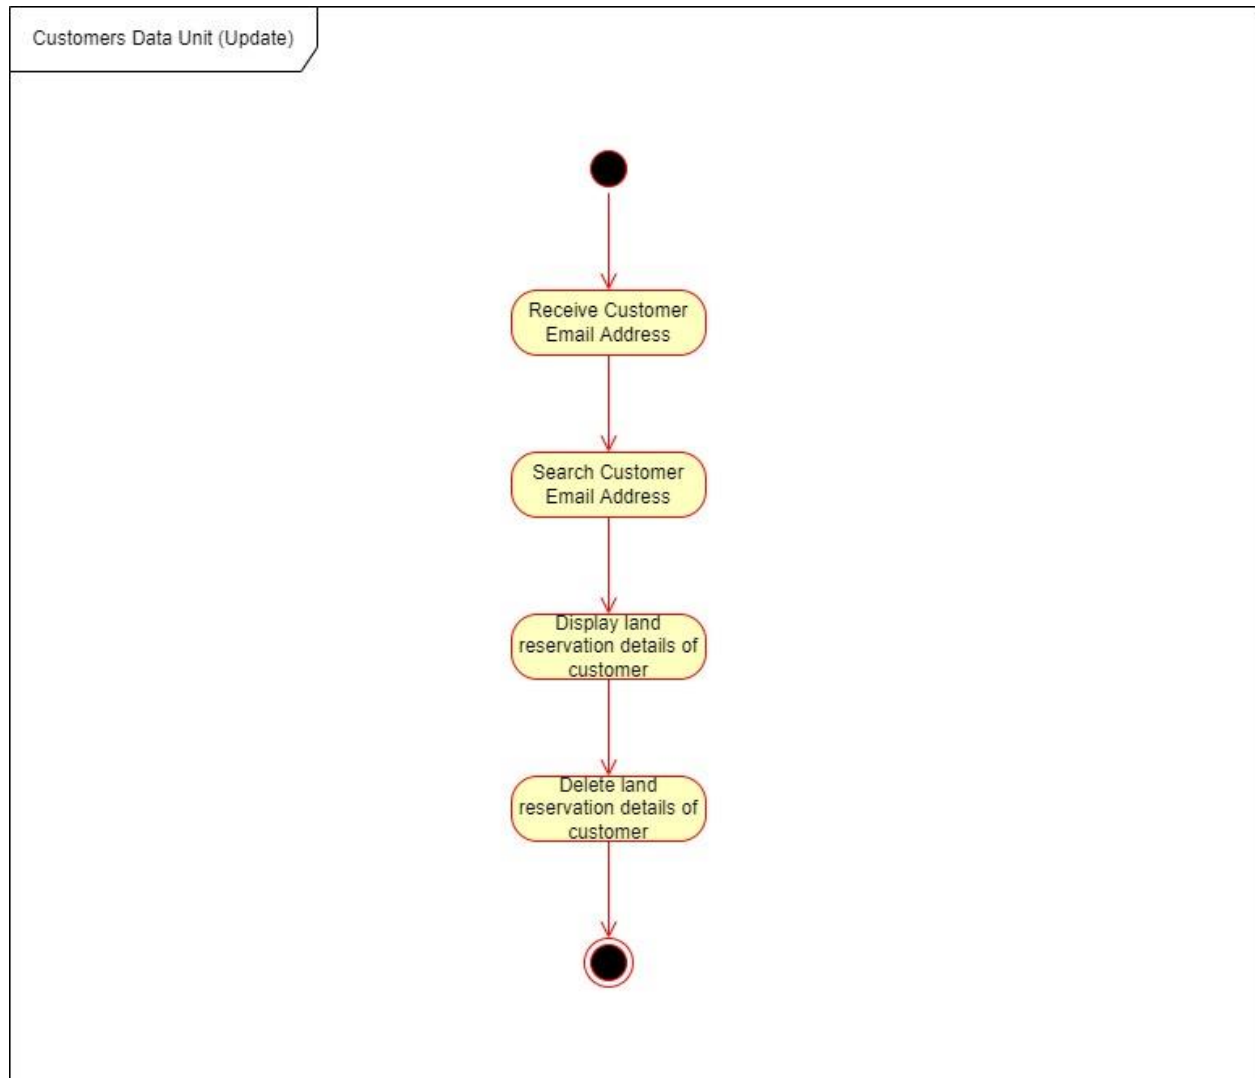 Customers Data Unit (Update)
Receive Customer
Email Address
Search Customer
Email Address
Display land
reservation details of
customer
Delete land
reservation details of
customer